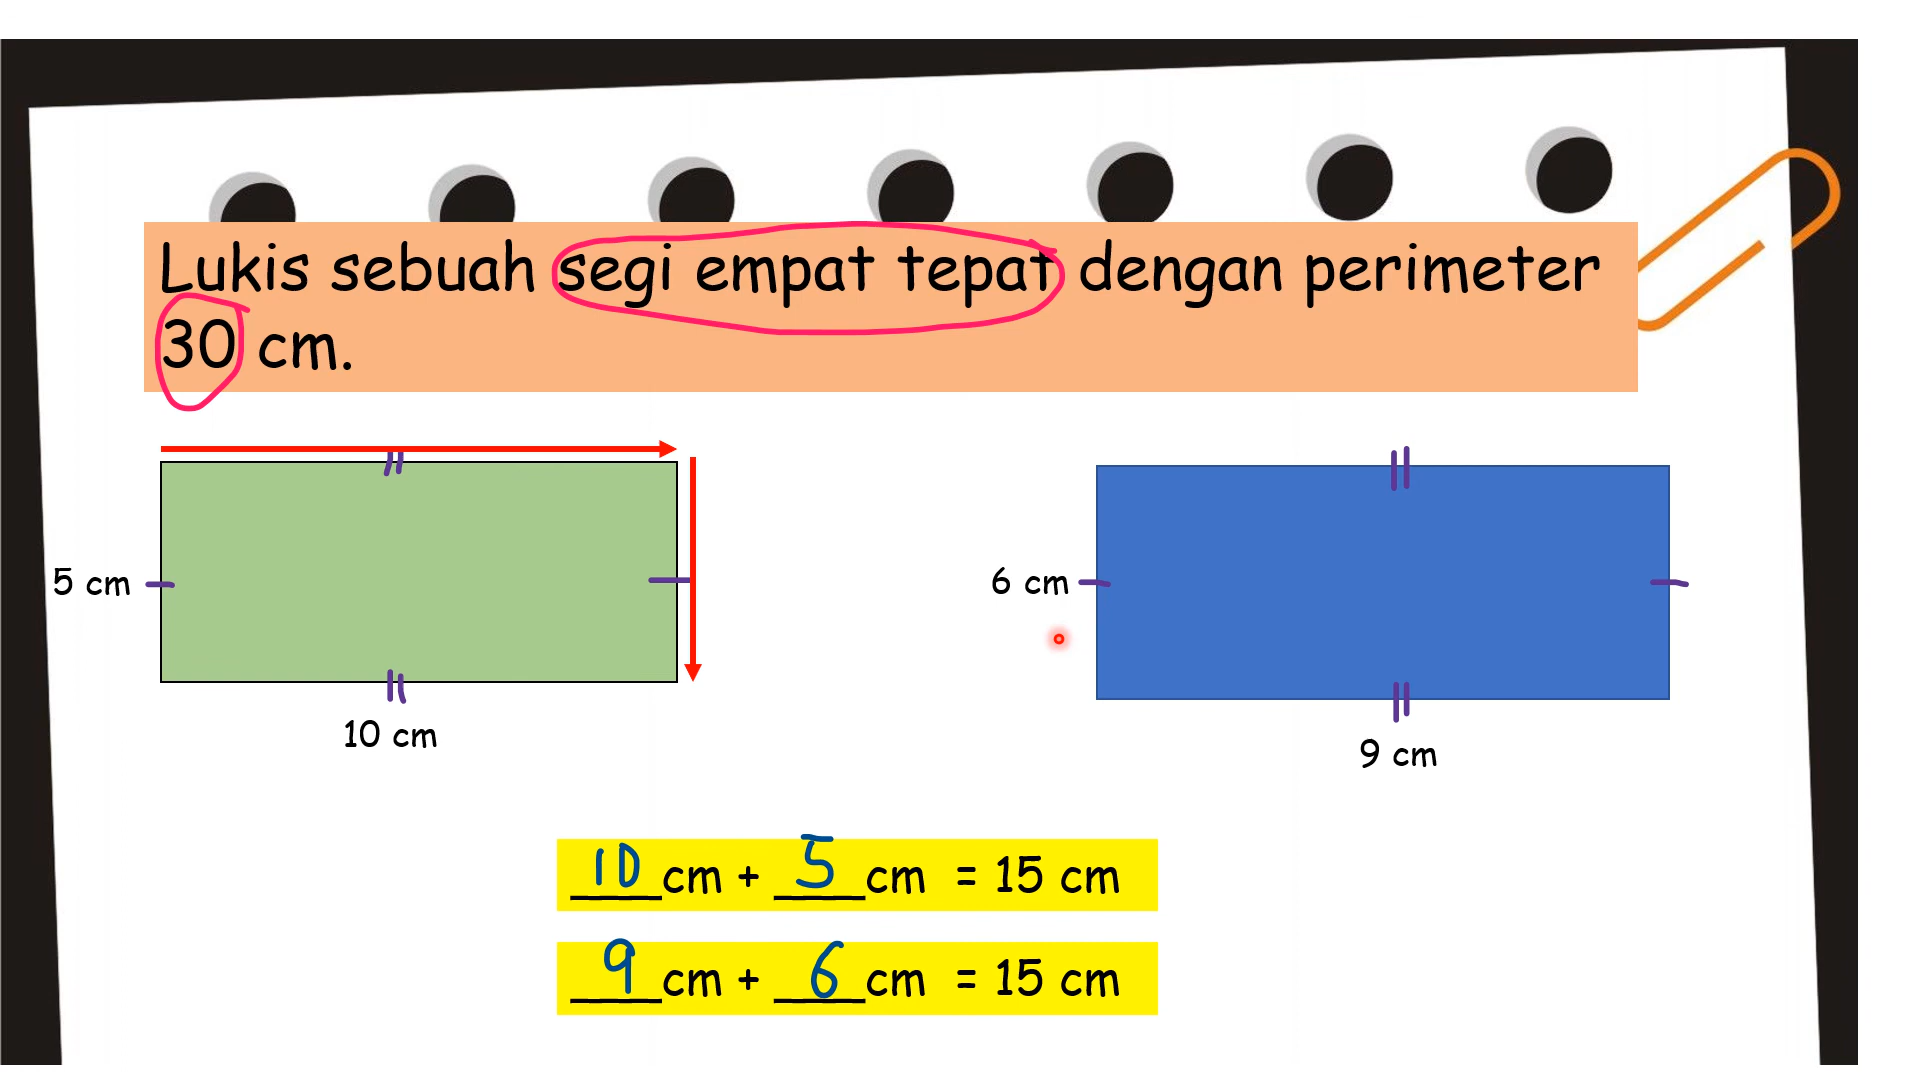 Lukis sebuah segi empat tepat dengan perimeter
30 cm.
5 cm
10 cm
6 cm
9 cm
10 cm + 5 cm = 15 cm
9 cm + 6 cm = 15 cm